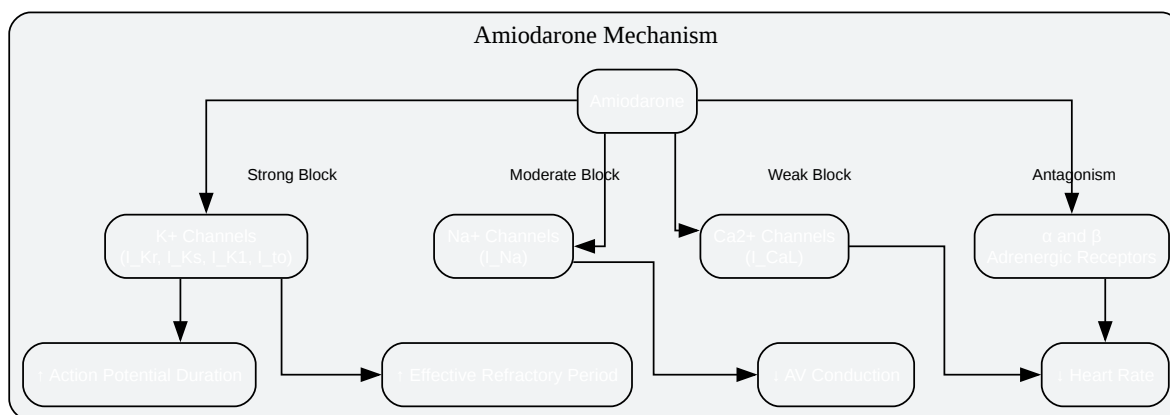 Amiodarone Mechanism
Amiodarone
Strong Block
Moderate Block
Weak Block
Antagonism
K+ Channels
(I_Kr, I_Ks, I_K1, I_to)
Na+ Channels
(I_Na)
Ca2+ Channels
(I_CaL)
α and β
Adrenergic Receptors
↑ Action Potential Duration
↑ Effective Refractory Period
↓ AV Conduction
↓ Heart Rate